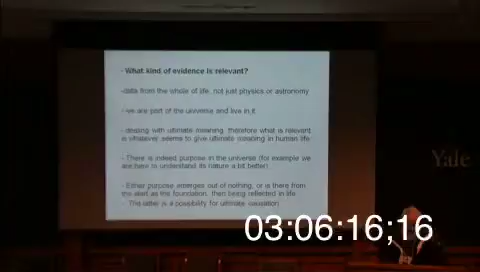 - What kind of evidence is relevant?
-data from the whole of life, not just physics or astronomy
- we are part of the universe and live in it
- dealing with ultimate meaning, therefore what is relevant
is whatever seems to give ultimate meaning in human life
- There is indeed purpose in the universe (for example we
are here to understand its nature a bit better)
- Either purpose emerges out of nothing, or is there from
the start as the foundation, then being reflected in life
- The latter is a possibility for ultimate causation
Yale
03:06:16;16